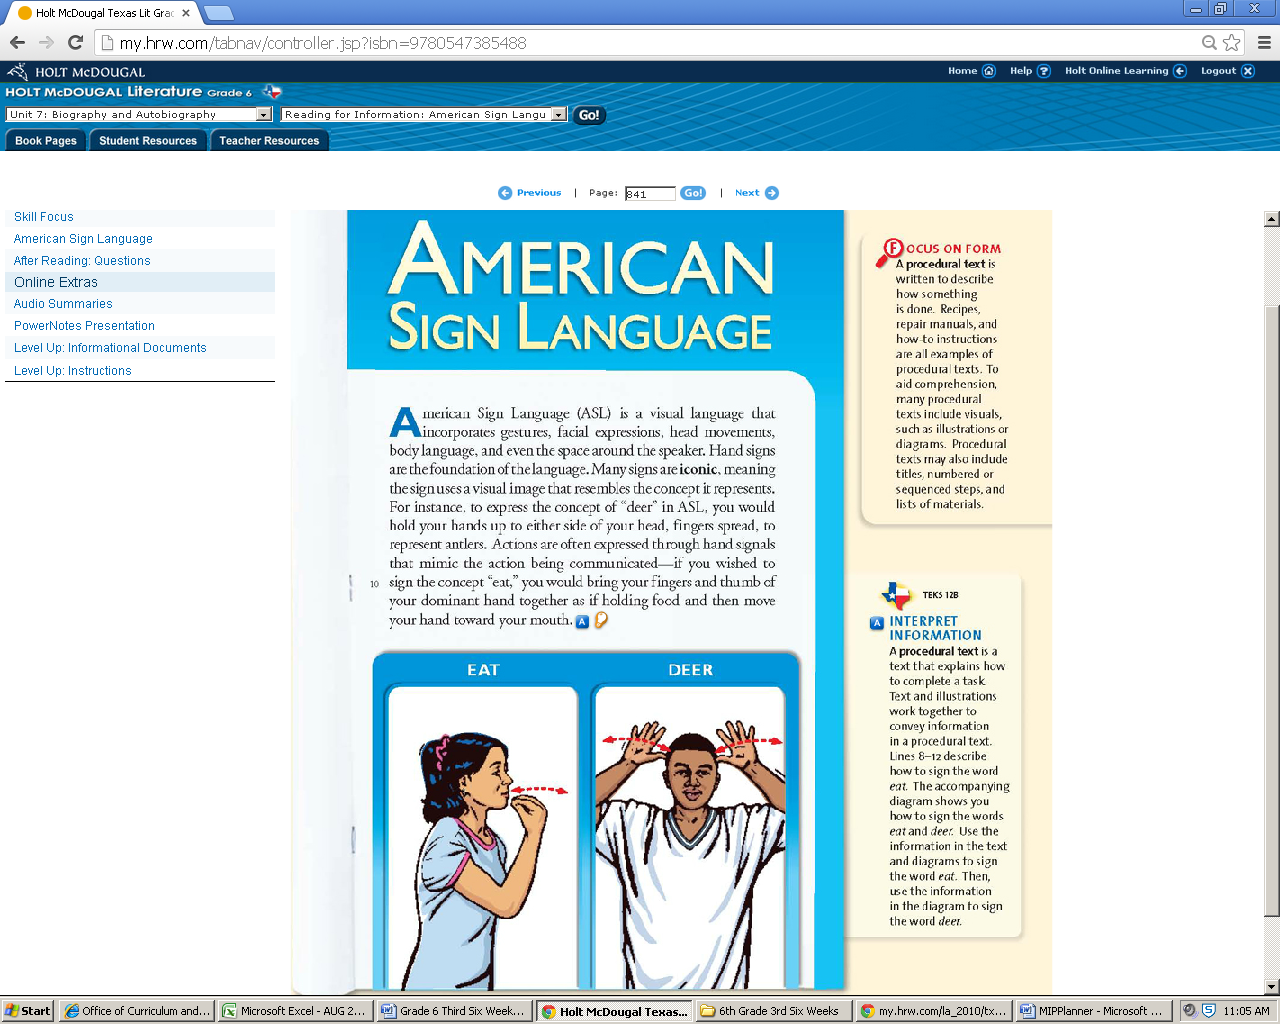 Holt McDougal Texas Lit Grad
my.hrw.com/tabnav/controller.jsp?isbn=9780547385488
HOLT McDOUGAL
Home
Help
Holt Online Learning
Logout
HOLT McDOUGAL Literature Grade 6
Unit 7: Biography and Autobiography
Reading for Information: American Sign Langu
Go!
Book Pages
Student Resources
Teacher Resources
Previous | Page: 841 Go! | Next
Skill Focus
American Sign Language
After Reading: Questions
Online Extras
Audio Summaries
PowerNotes Presentation
Level Up: Informational Documents
Level Up: Instructions
AMERICAN
SIGN LANGUAGE
American Sign Language (ASL) is a visual language that
incorporates gestures, facial expressions, head movements,
body language, and even the space around the speaker. Hand signs
are the foundation of the language. Many signs are iconic, meaning
the sign uses a visual image that resembles the concept it represents.
For instance, to express the concept of "deer" in ASL, you would
hold your hands up to either side of your head, fingers spread, to
represent antlers. Actions are often expressed through hand signals
that mimic the action being communicated—if you wished to
10 sign the concept "eat," you would bring your fingers and thumb of
your dominant hand together as if holding food and then move
your hand toward your mouth. A
EAT
DEER
FOCUS ON FORM
A procedural text is
written to describe
how something
is done. Recipes,
repair manuals, and
how-to instructions
are all examples of
procedural texts. To
aid comprehension,
many procedural
texts include visuals,
such as illustrations or
diagrams. Procedural
texts may also include
titles, numbered or
sequenced steps, and
lists of materials.
TEKS 12B
A INTERPRET
INFORMATION
A procedural text is a
text that explains how
to complete a task.
Text and illustrations
work together to
convey information
in a procedural text.
Lines 8–12 describe
how to sign the word
eat. The accompanying
diagram shows you
how to sign the words
eat and deer. Use the
information in the text
and diagrams to sign
the word eat. Then,
use the information
in the diagram to sign
the word deer.
Start
Office of Curriculum and...
Microsoft Excel - AUG 2...
Grade 6 Third Six Week...
Holt McDougal Texas...
6th Grade 3rd Six Weeks
my.hrw.com/la_2010/tx...
MIPPlanner - Microsoft ...
11:05 AM